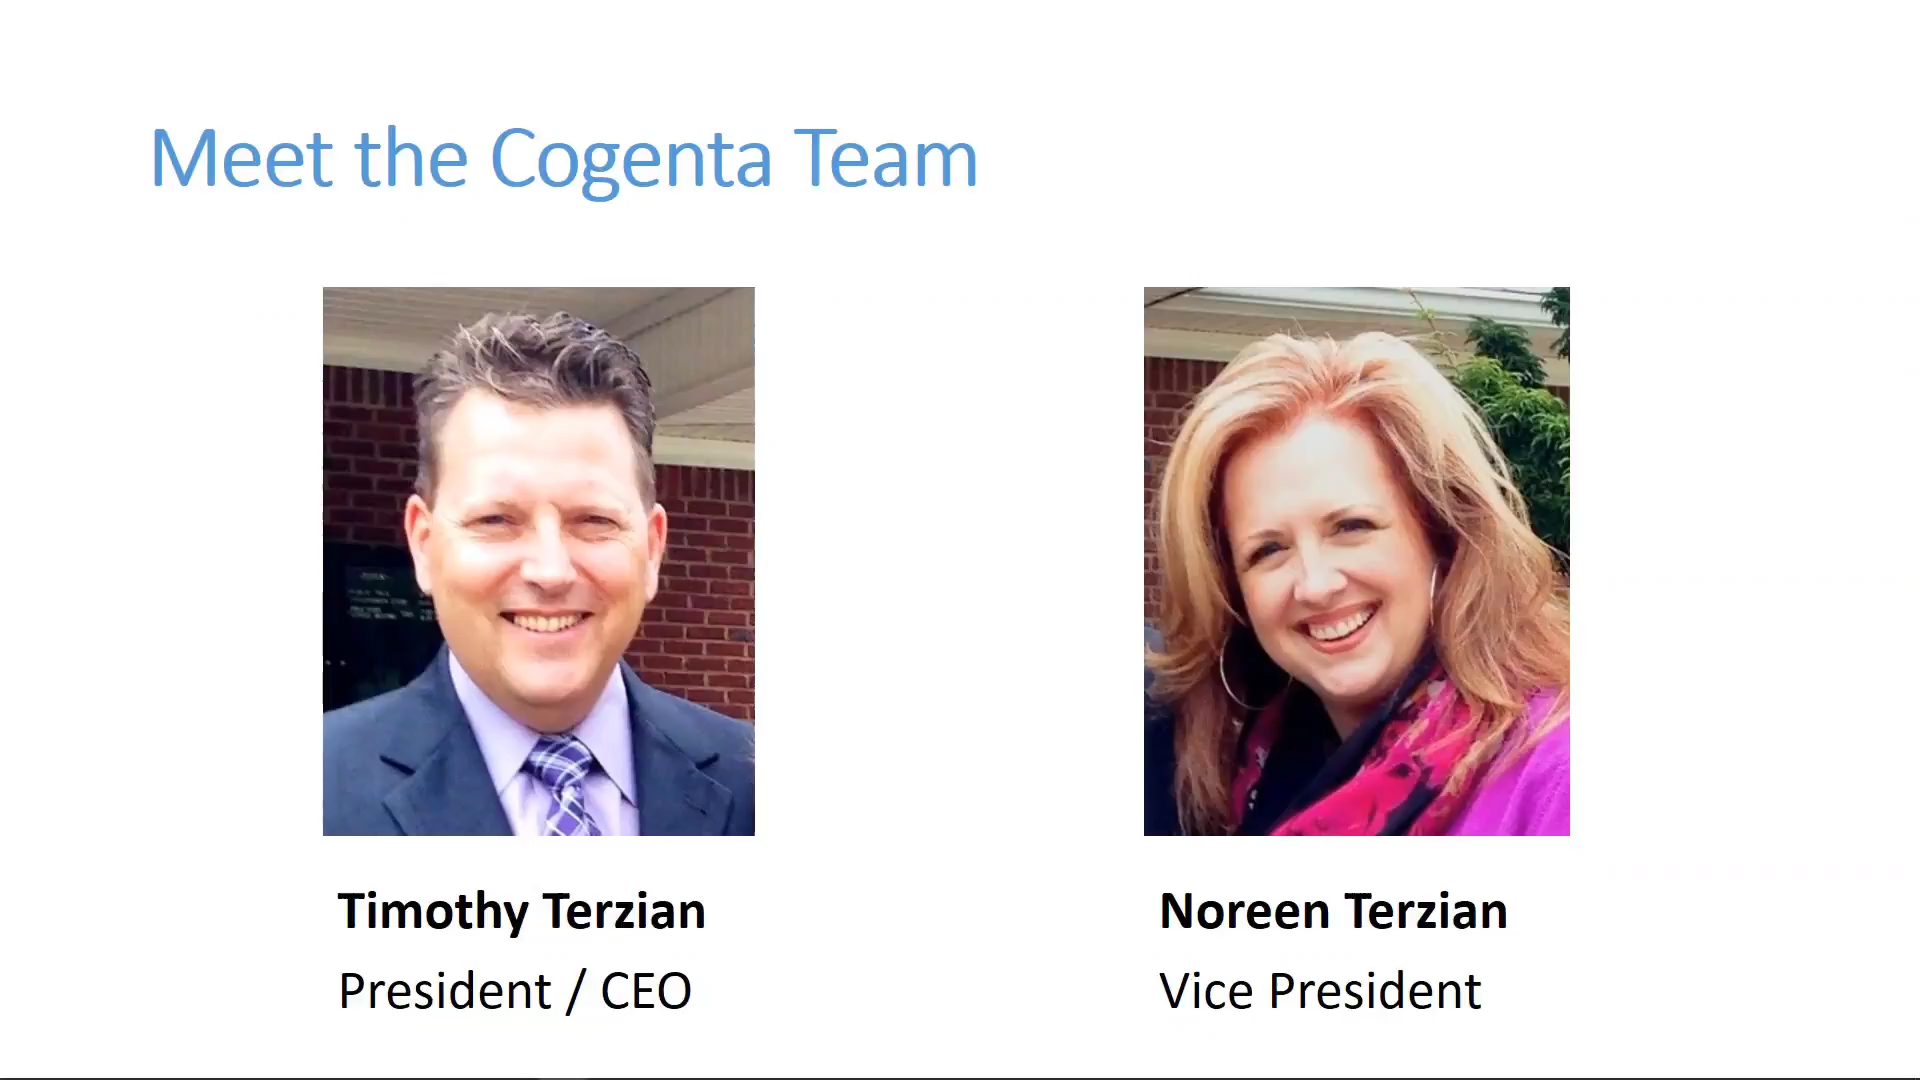 Meet the Cogenta Team
Timothy Terzian
Noreen Terzian
President / CEO
Vice President